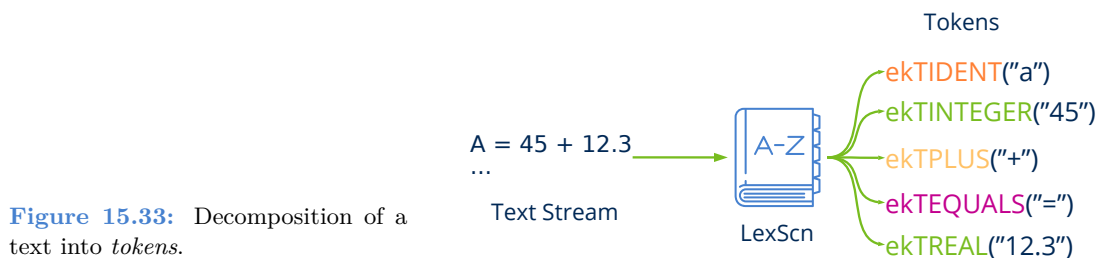 Tokens
ekTIDENT(”a”)
ekTINTEGER(”45”)
A = 45 + 12.3
...
A–Z
ekTPLUS(”+”)
Text Stream
LexScn
ekTEQUALS(”=”)
ekTREAL(”12.3”)
Figure 15.33: Decomposition of a
text into tokens.